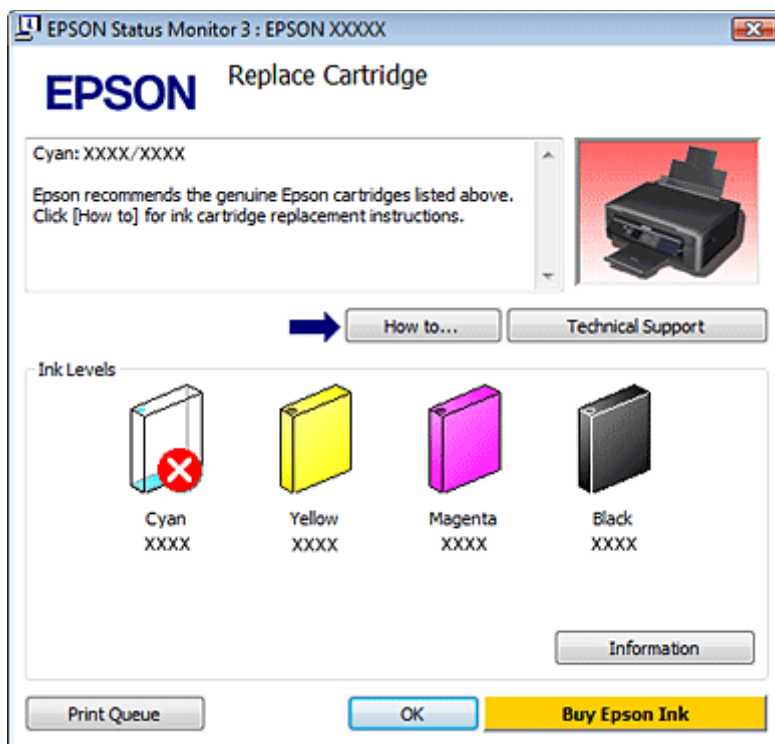 EPSON Status Monitor 3 : EPSON XXXXX
EPSON
Replace Cartridge
Cyan: XXXX/XXXX
Epson recommends the genuine Epson cartridges listed above.
Click [How to] for ink cartridge replacement instructions.
How to...
Technical Support
Ink Levels
Cyan
XXXX
Yellow
XXXX
Magenta
XXXX
Black
XXXX
Information
Print Queue
OK
Buy Epson Ink